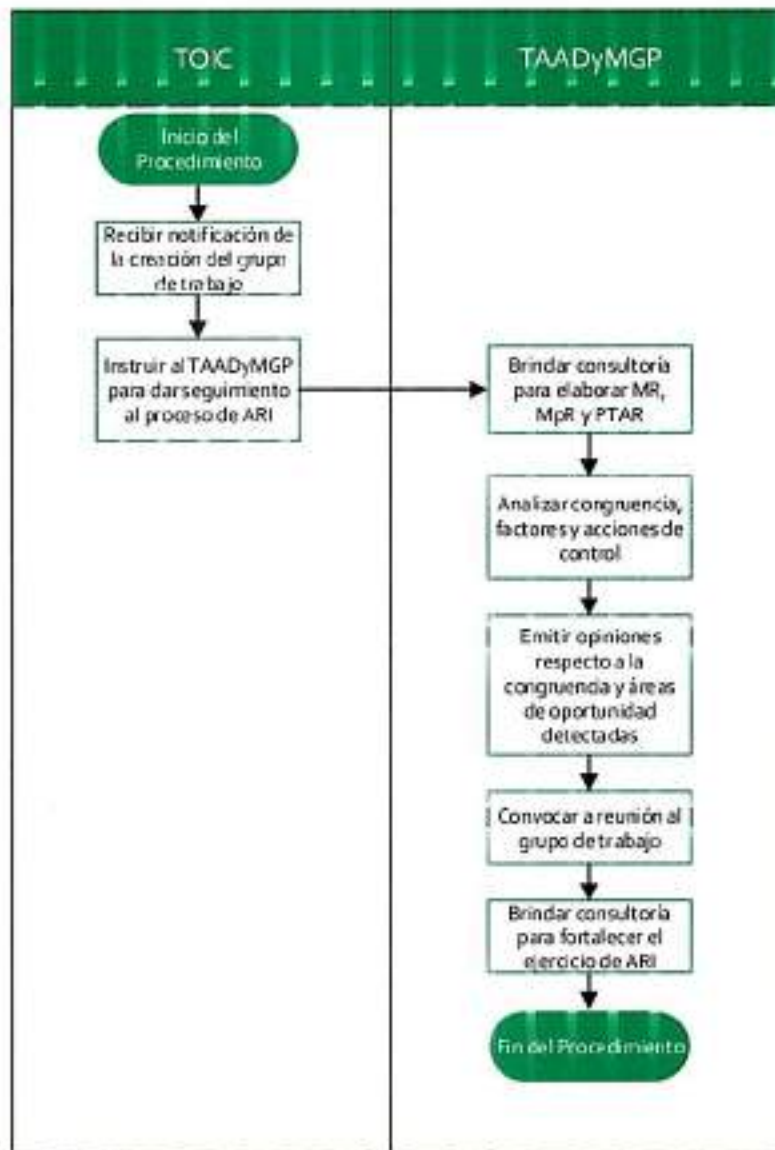 TOIC
TAADyMGP
Inicio del
Procedimiento
Recibir notificación de
la creación del grupo
de trabajo
Instruir al TAADyMGP
para dar seguimiento
al proceso de ARI
Brindar consultoría
para elaborar MR,
MpR y PTAR
Analizar congruencia,
factores y acciones de
control
Emitir opiniones
respecto a la
congruencia y áreas
de oportunidad
detectadas
Convocar a reunión al
grupo de trabajo
Brindar consultoría
para fortalecer el
ejercicio de ARI
Fin del Procedimiento